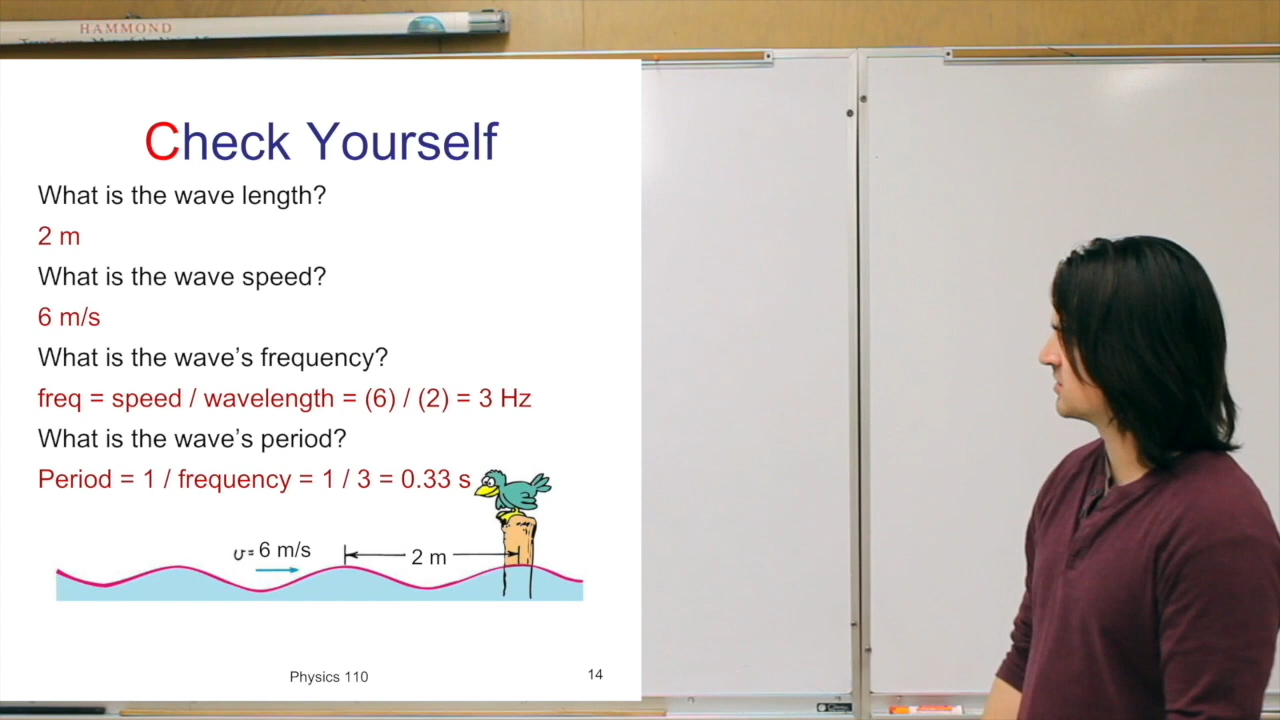 HAMMOND
Check Yourself
What is the wave length?
2 m
What is the wave speed?
6 m/s
What is the wave’s frequency?
freq = speed / wavelength = (6) / (2) = 3 Hz
What is the wave’s period?
Period = 1 / frequency = 1 / 3 = 0.33 s
υ= 6 m/s
2 m
Physics 110
14